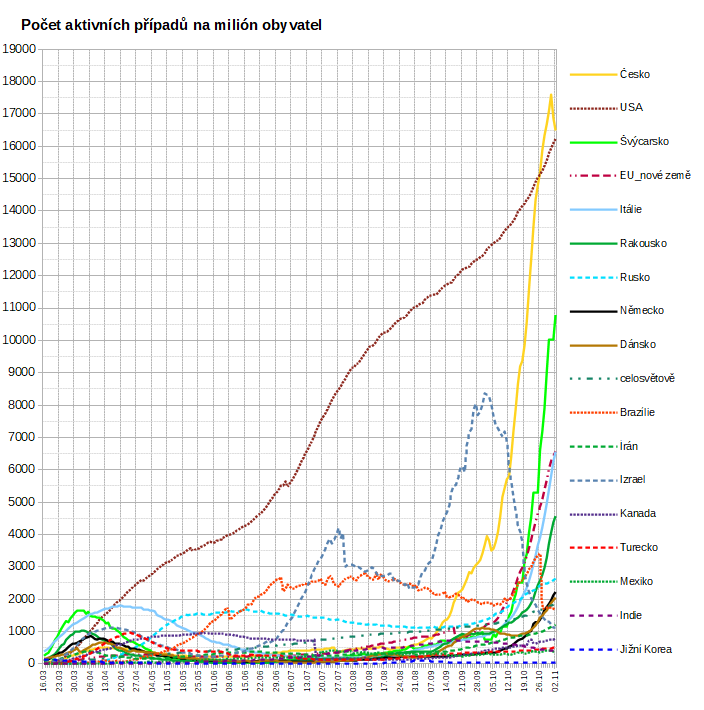 Počet aktivních případů na milión obyvatel
19000
18000
17000
16000
15000
14000
13000
12000
11000
10000
9000
8000
7000
6000
5000
4000
3000
2000
1000
0
16.03
23.03
30.03
06.04
13.04
20.04
27.04
04.05
11.05
18.05
25.05
01.06
08.06
15.06
22.06
29.06
06.07
13.07
20.07
27.07
03.08
10.08
17.08
24.08
31.08
07.09
14.09
21.09
28.09
05.10
12.10
19.10
26.10
02.11
Česko
USA
Švýcarsko
EU_nové země
Itálie
Rakousko
Rusko
Německo
Dánsko
celosvětově
Brazílie
Írán
Izrael
Kanada
Turecko
Mexiko
Indie
Jižní Korea